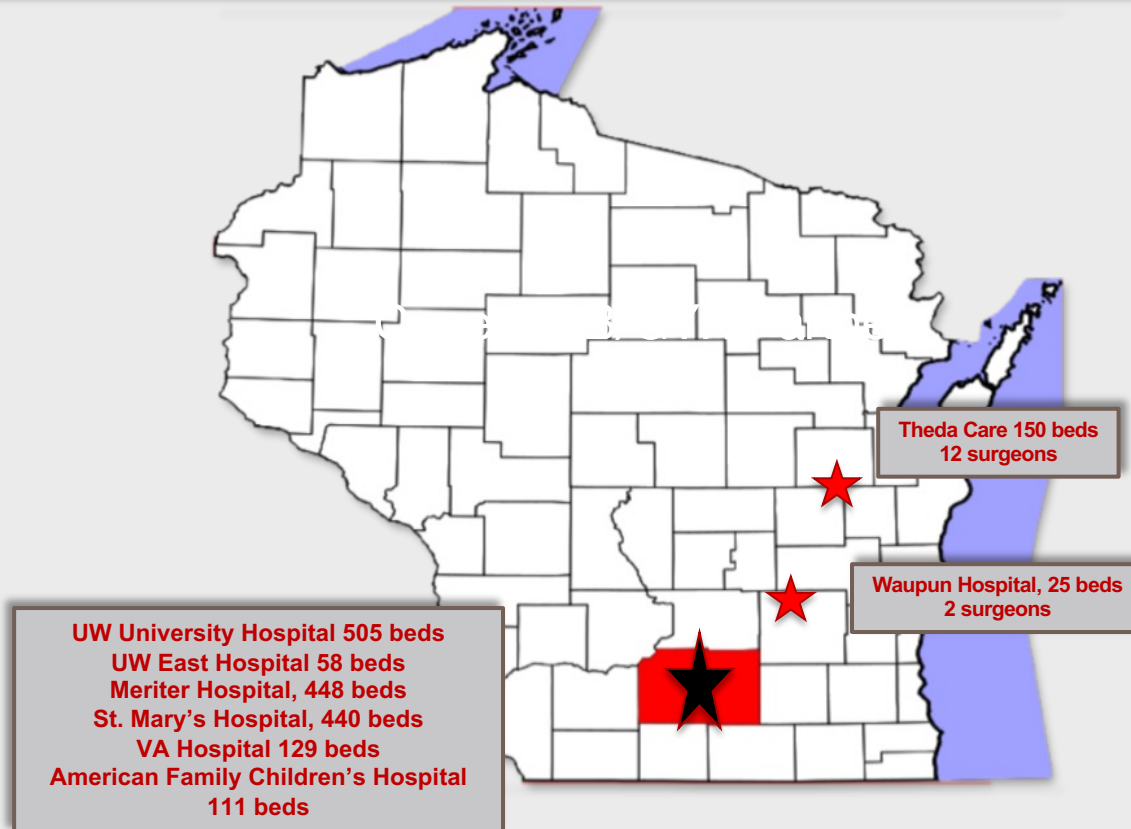 Theda Care 150 beds
12 surgeons
Waupun Hospital, 25 beds
2 surgeons
UW University Hospital 505 beds
UW East Hospital 58 beds
Meriter Hospital, 448 beds
St. Mary’s Hospital, 440 beds
VA Hospital 129 beds
American Family Children’s Hospital
111 beds